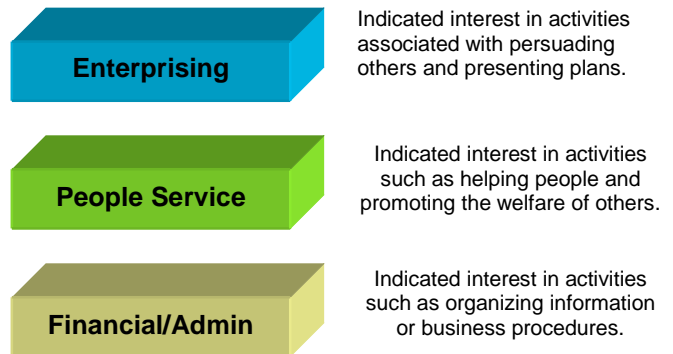 Enterprising
Indicated interest in activities
associated with persuading
others and presenting plans.
People Service
Indicated interest in activities
such as helping people and
promoting the welfare of others.
Financial/Admin
Indicated interest in activities
such as organizing information
or business procedures.